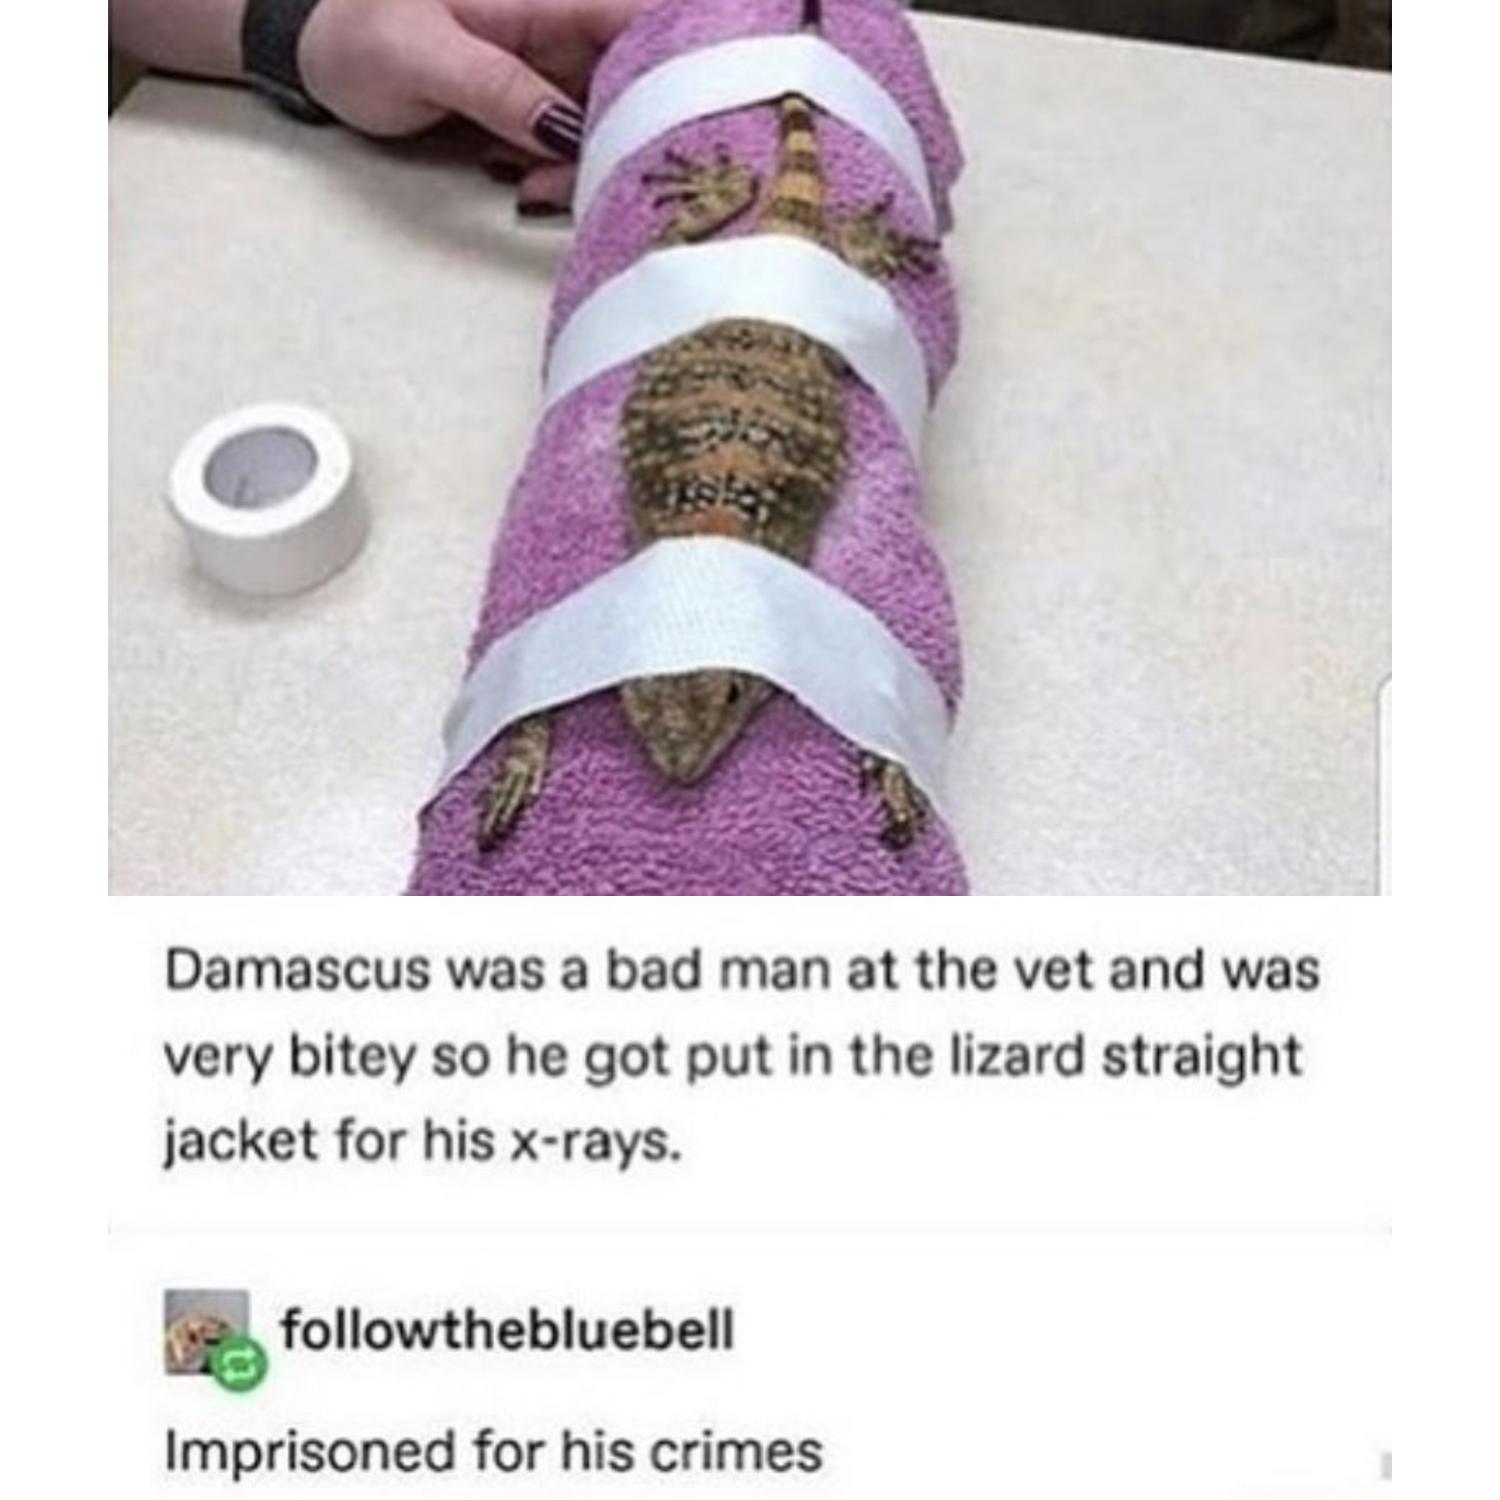 Damascus was a bad man at the vet and was
very bitey so he got put in the lizard straight
jacket for his x-rays.
followthebluebell
Imprisoned for his crimes